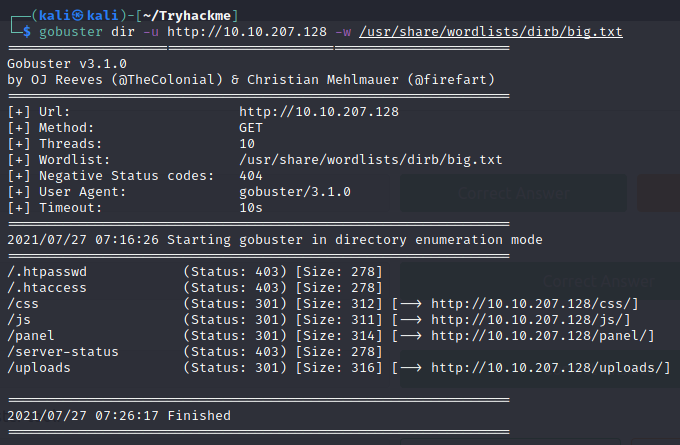 (kali㉿kali)-[~/Tryhackme]
$ gobuster dir -u http://10.10.207.128 -w /usr/share/wordlists/dirb/big.txt
===============================================================
Gobuster v3.1.0
by OJ Reeves (@TheColonial) & Christian Mehlmauer (@firefart)
===============================================================
[+] Url:                     http://10.10.207.128
[+] Method:                  GET
[+] Threads:                 10
[+] Wordlist:                /usr/share/wordlists/dirb/big.txt
[+] Negative Status codes:   404
[+] User Agent:              gobuster/3.1.0
[+] Timeout:                 10s
===============================================================
2021/07/27 07:16:26 Starting gobuster in directory enumeration mode
===============================================================
/.htpasswd            (Status: 403) [Size: 278]
/.htaccess            (Status: 403) [Size: 278]
/css                  (Status: 301) [Size: 312] [--> http://10.10.207.128/css/]
/js                   (Status: 301) [Size: 311] [--> http://10.10.207.128/js/]
/panel                (Status: 301) [Size: 314] [--> http://10.10.207.128/panel/]
/server-status        (Status: 403) [Size: 278]
/uploads              (Status: 301) [Size: 316] [--> http://10.10.207.128/uploads/]
===============================================================
2021/07/27 07:26:17 Finished
===============================================================
Correct Answer
Correct Answer